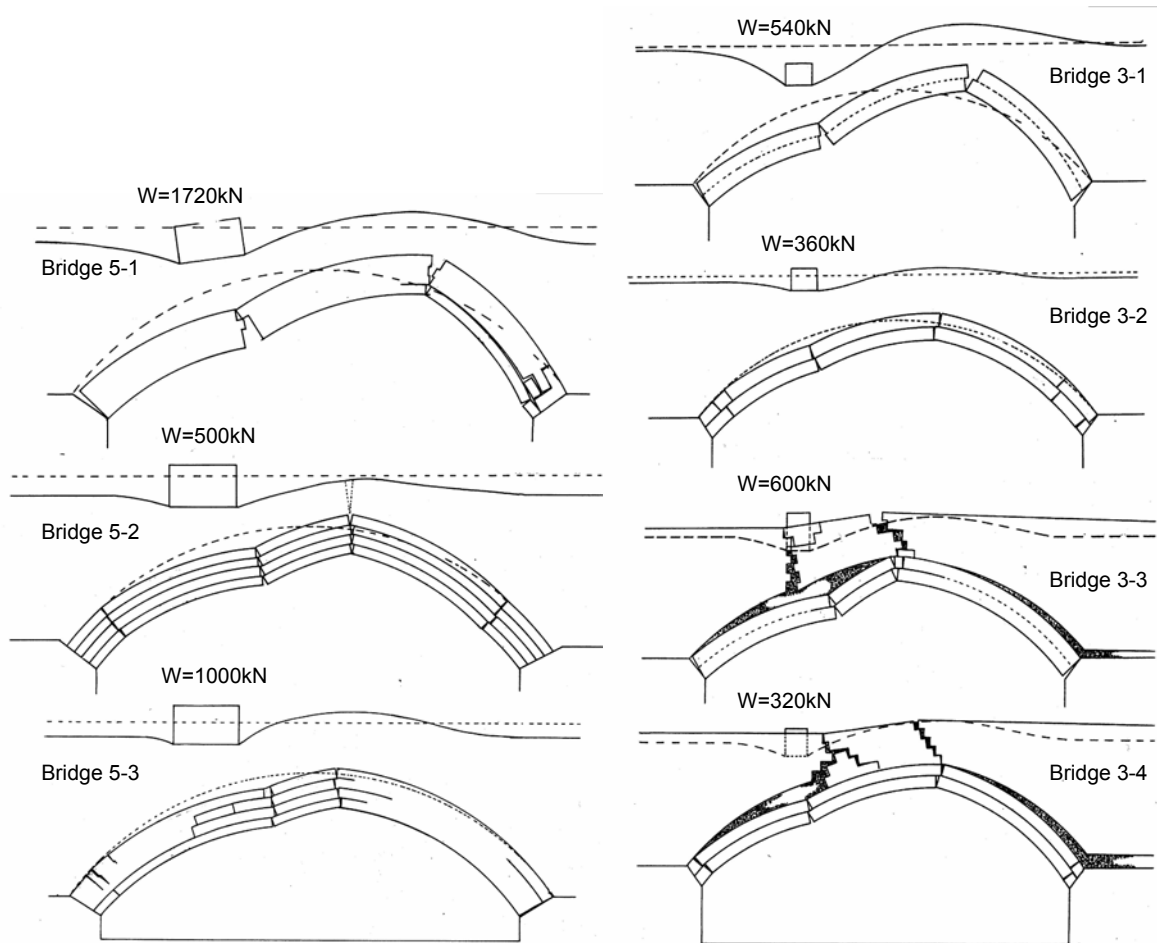 W=1720kN
Bridge 5-1
W=500kN
Bridge 5-2
W=1000kN
Bridge 5-3
W=540kN
Bridge 3-1
W=360kN
Bridge 3-2
W=600kN
Bridge 3-3
W=320kN
Bridge 3-4